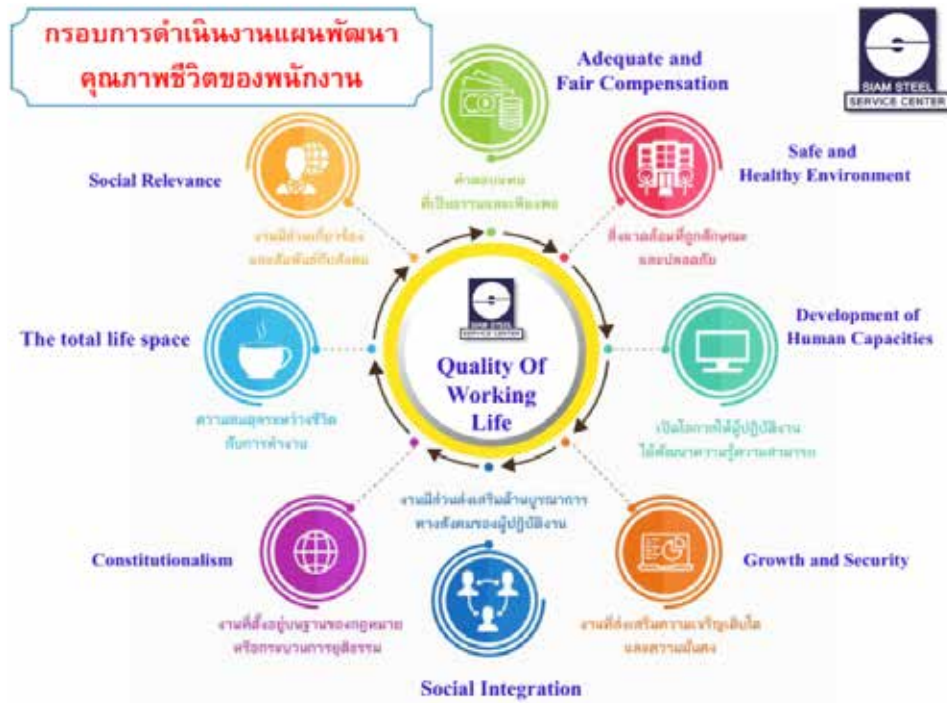 กรอบการดำเนินงานแผนพัฒนา
คุณภาพชีวิตของพนักงาน
SIAM STEEL
SERVICE CENTER
Adequate and
Fair Compensation
ค่าตอบแทน
ที่เป็นธรรมและเพียงพอ
Safe and
Healthy Environment
สิ่งแวดล้อมที่ถูกลักษณะ
และปลอดภัย
Development of
Human Capacities
เปิดโอกาสให้ผู้ปฏิบัติงาน
ได้พัฒนาความรู้ความสามารถ
Growth and Security
งานที่ส่งเสริมความเจริญเติบโต
และความมั่นคง
งานมีส่วนส่งเสริมด้านบูรณาการ
ทางสังคมของผู้ปฏิบัติงาน
Social Integration
Constitutionalism
งานที่ตั้งอยู่บนฐานของกฎหมาย
หรือกระบวนการยุติธรรม
The total life space
ความสมดุลระหว่างชีวิต
กับการทำงาน
Social Relevance
งานมีส่วนเกี่ยวข้อง
และสัมพันธ์กับสังคม
SIAM STEEL
SERVICE CENTER
Quality Of
Working
Life